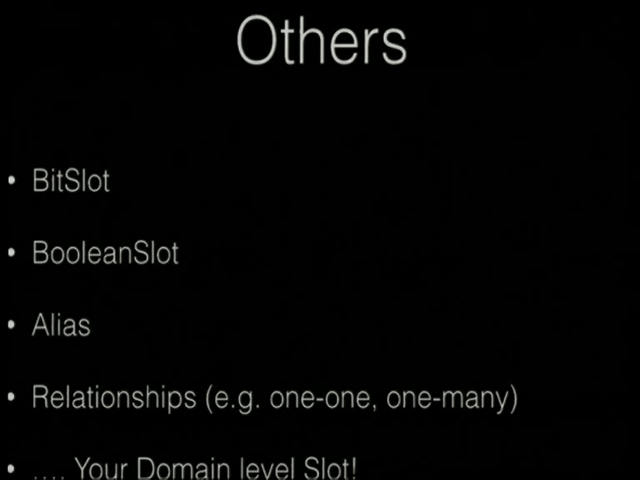 Others
• BitSlot
• BooleanSlot
• Alias
• Relationships (e.g. one-one, one-many)
• .... Your Domain level Slot!